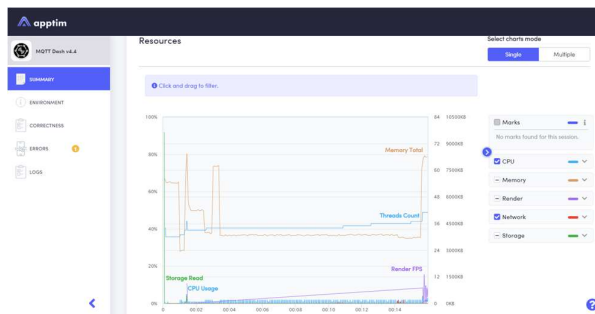 apptim
MQTT Dash v4.4
SUMMARY
ENVIRONMENT
CORRECTNESS
ERRORS
LOGS
Resources
Select charts mode
Single Multiple
Click and drag to filter.
100% 84 10500KB
Memory Total
72 9000KB
80%
60 7500KB
60% 48 6000KB
Threads Count
36 4500KB
40%
24 3000KB
20%
Render FPS
Storage Read
12 1500KB
CPU Usage
0% 0 0KB
0 00:02 00:04 00:06 00:08 00:10 00:12 00:14
Marks
No marks found for this session.
CPU
Memory
Render
Network
Storage
?